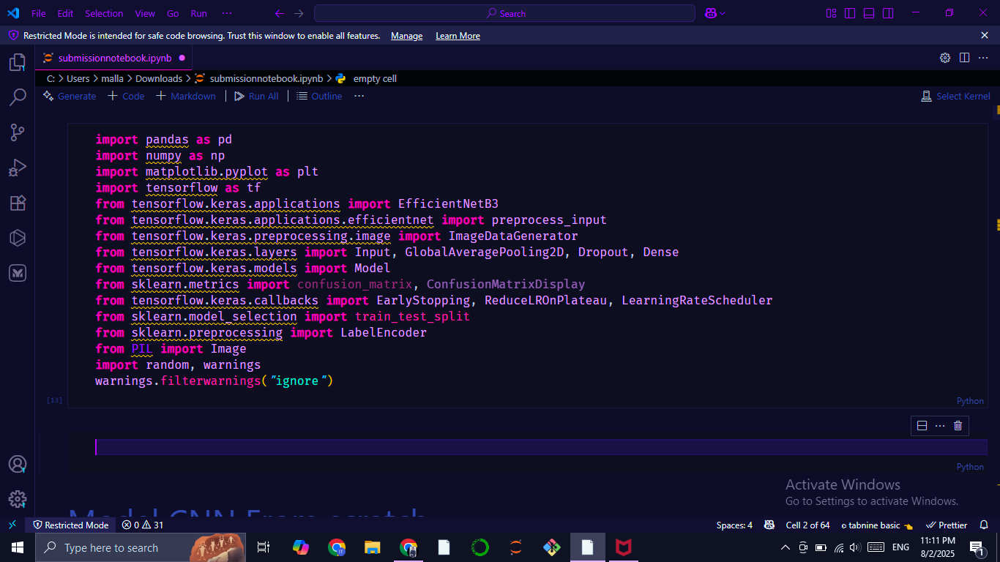 File Edit Selection View Go Run ··· Search
Restricted Mode is intended for safe code browsing. Trust this window to enable all features. Manage Learn More
submissionnotebook.ipynb
C: > Users > malla > Downloads > submissionnotebook.ipynb > empty cell
Generate + Code + Markdown Run All Outline ··· Select Kernel
import pandas as pd
import numpy as np
import matplotlib.pyplot as plt
import tensorflow as tf
from tensorflow.keras.applications import EfficientNetB3
from tensorflow.keras.applications.efficientnet import preprocess_input
from tensorflow.keras.preprocessing.image import ImageDataGenerator
from tensorflow.keras.layers import Input, GlobalAveragePooling2D, Dropout, Dense
from tensorflow.keras.models import Model
from sklearn.metrics import confusion_matrix, ConfusionMatrixDisplay
from tensorflow.keras.callbacks import EarlyStopping, ReduceLROnPlateau, LearningRateScheduler
from sklearn.model_selection import train_test_split
from sklearn.preprocessing import LabelEncoder
from PIL import Image
import random, warnings
warnings.filterwarnings("ignore")
[13] Python
Python
Model CNN From scratch
Activate Windows
Go to Settings to activate Windows.
Restricted Mode 0 31 Spaces: 4 Cell 2 of 64 tabnine basic Prettier
Type here to search ENG 11:11 PM
8/2/2025 1